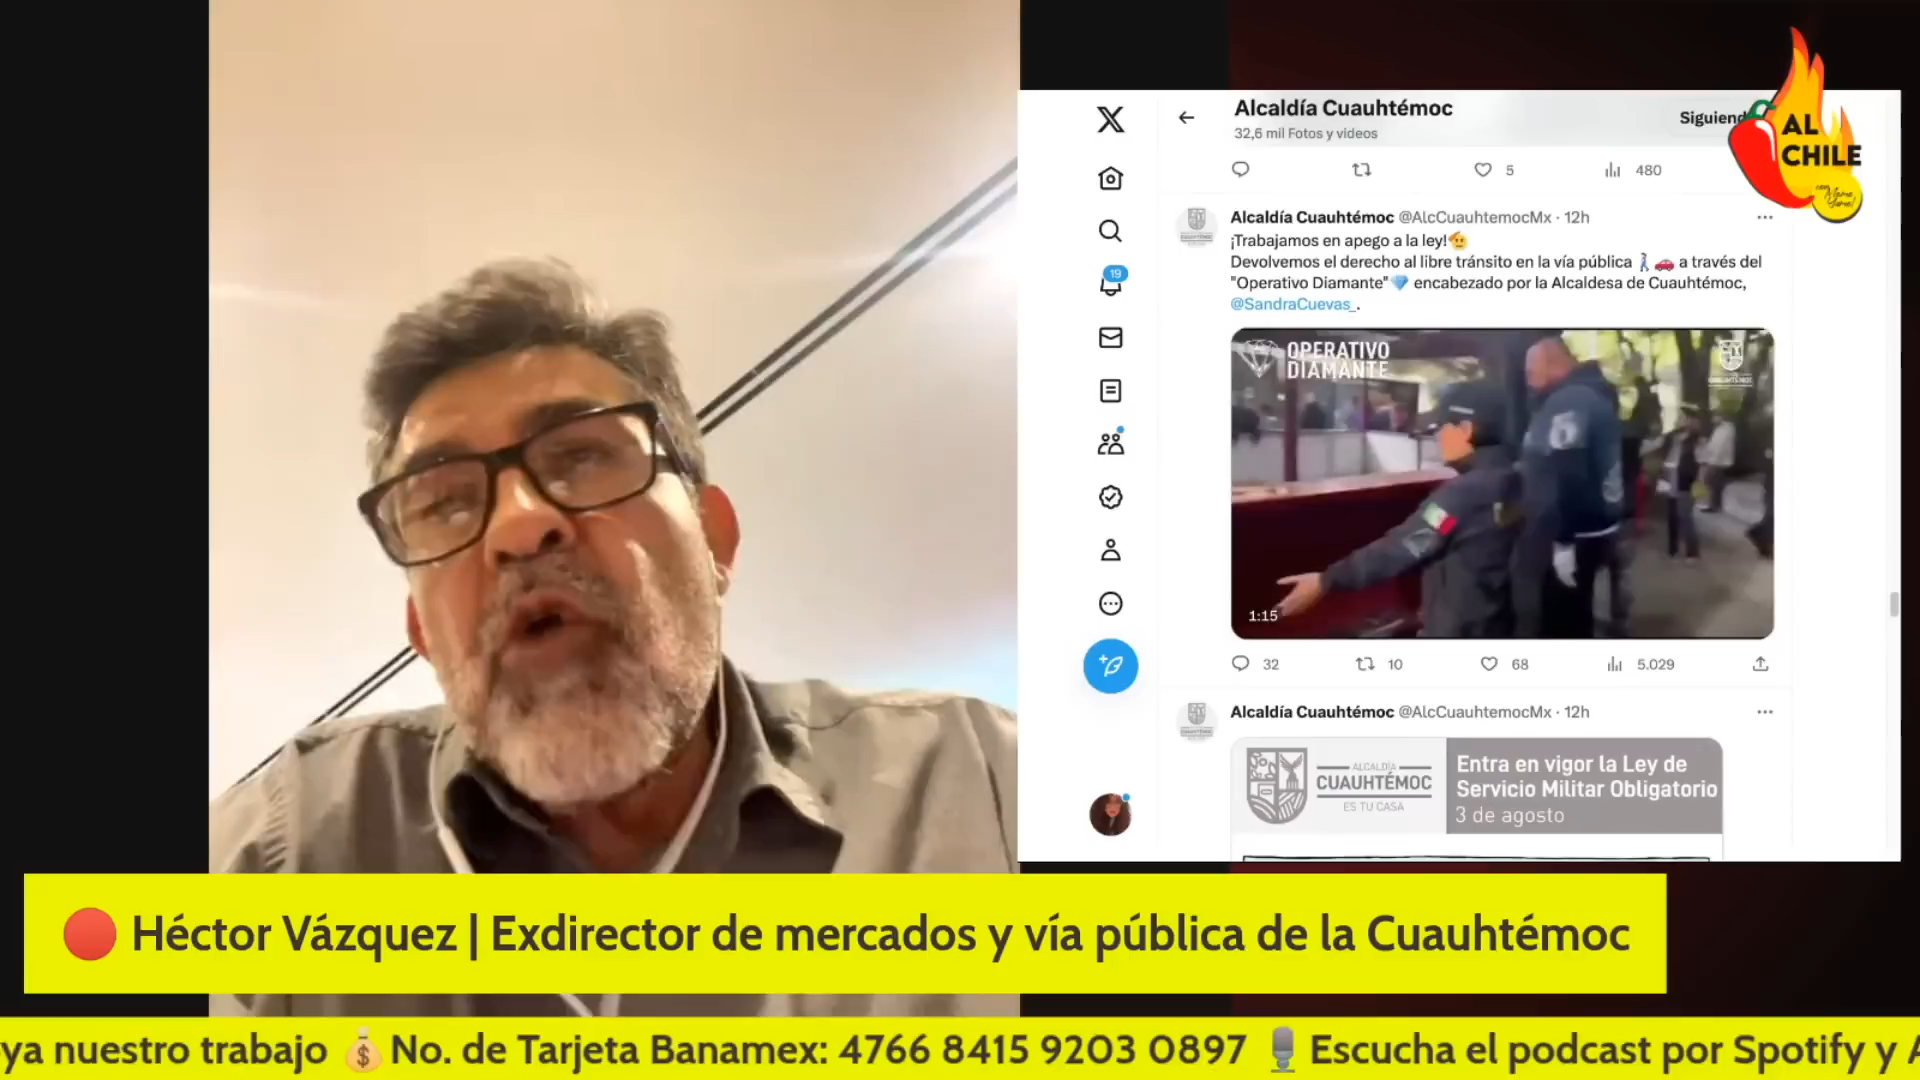 Alcaldía Cuauhtémoc
32,6 mil Fotos y videos
5
480
AL
CHILE
Alcaldía Cuauhtémoc @AlcCuauhtemocMx · 12h
¡Trabajamos en apego a la ley!
Devolvemos el derecho al libre tránsito en la vía pública a través del
"Operativo Diamante" encabezado por la Alcaldesa de Cuauhtémoc,
@SandraCuevas_.
19
OPERATIVO
DIAMANTE
1:15
32
10
68
5.029
Alcaldía Cuauhtémoc @AlcCuauhtemocMx · 12h
ALCALDÍA
CUAUHTÉMOC
ES TU CASA
Entra en vigor la Ley de
Servicio Militar Obligatorio
3 de agosto
Héctor Vázquez | Exdirector de mercados y vía pública de la Cuauhtémoc
ya nuestro trabajo No. de Tarjeta Banamex: 4766 8415 9203 0897 Escucha el podcast por Spotify y A